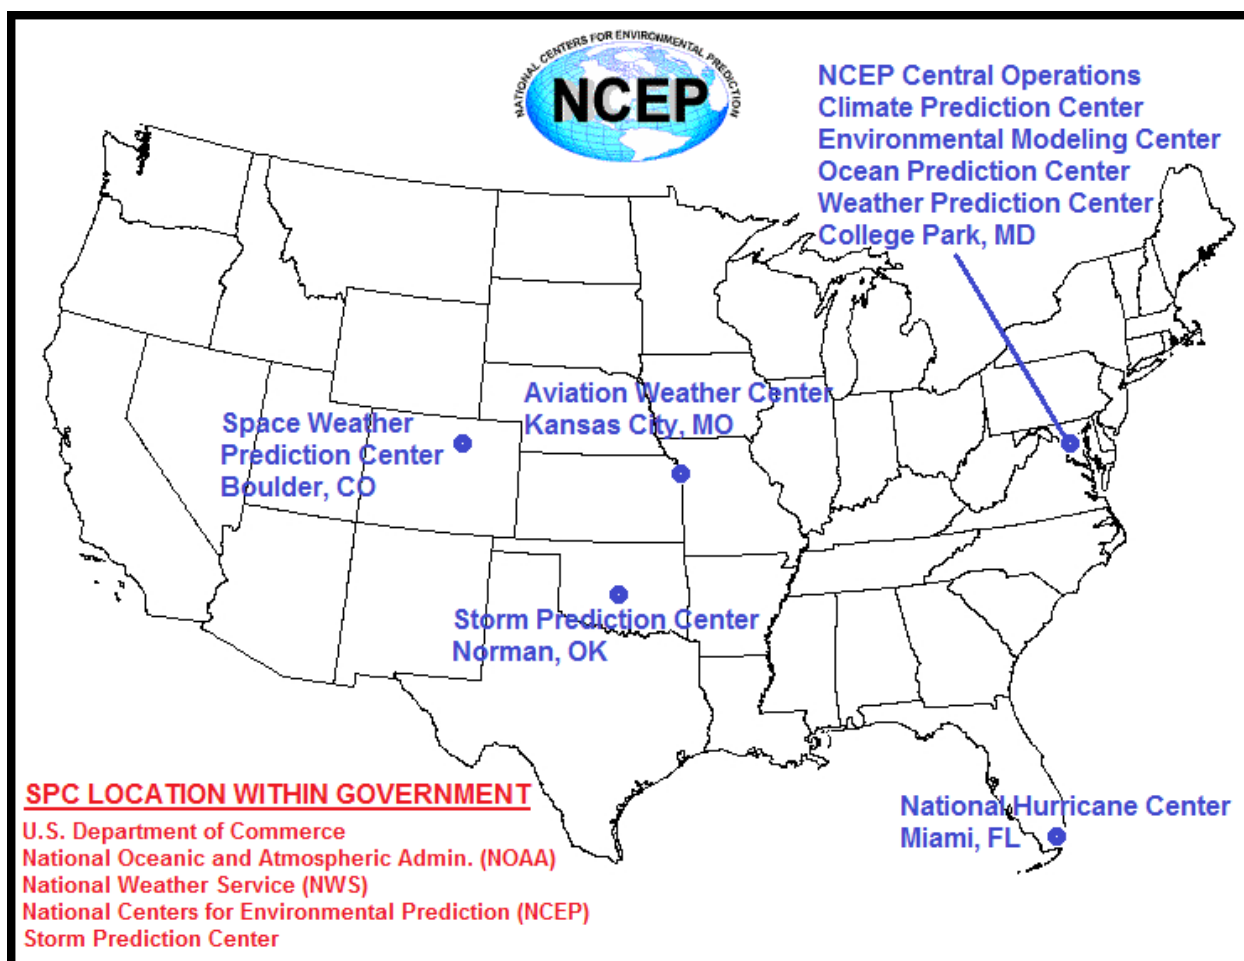 NATIONAL CENTERS FOR ENVIRONMENTAL PREDICTION
NCEP
NCEP Central Operations
Climate Prediction Center
Environmental Modeling Center
Ocean Prediction Center
Weather Prediction Center
College Park, MD
Aviation Weather Center
Kansas City, MO
Space Weather
Prediction Center
Boulder, CO
Storm Prediction Center
Norman, OK
National Hurricane Center
Miami, FL
SPC LOCATION WITHIN GOVERNMENT
U.S. Department of Commerce
National Oceanic and Atmospheric Admin. (NOAA)
National Weather Service (NWS)
National Centers for Environmental Prediction (NCEP)
Storm Prediction Center